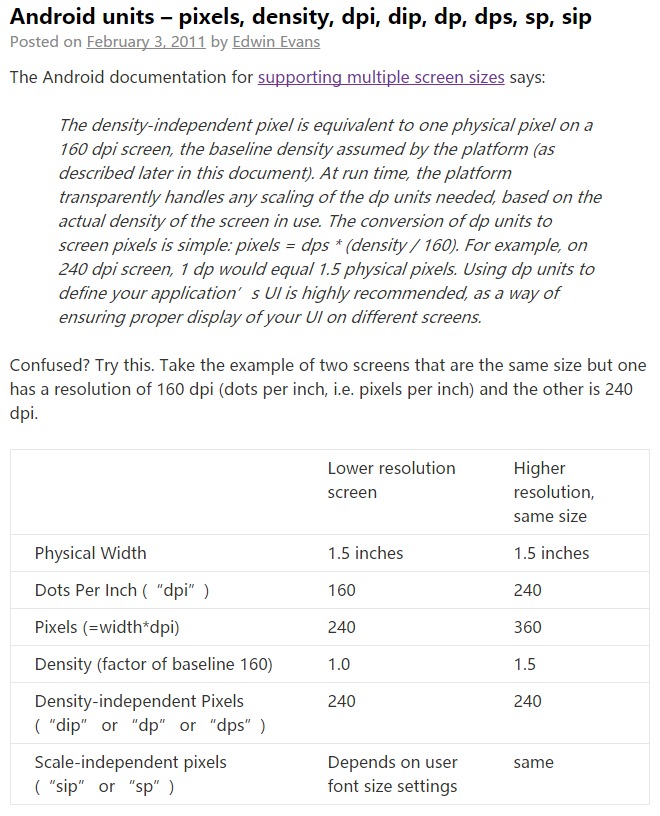 Android units – pixels, density, dpi, dip, dp, dps, sp, sip
Posted on February 3, 2011 by Edwin Evans
The Android documentation for supporting multiple screen sizes says:
The density-independent pixel is equivalent to one physical pixel on a
160 dpi screen, the baseline density assumed by the platform (as
described later in this document). At run time, the platform
transparently handles any scaling of the dp units needed, based on the
actual density of the screen in use. The conversion of dp units to
screen pixels is simple: pixels = dps * (density / 160). For example, on
240 dpi screen, 1 dp would equal 1.5 physical pixels. Using dp units to
define your application’s UI is highly recommended, as a way of
ensuring proper display of your UI on different screens.
Confused? Try this. Take the example of two screens that are the same size but one
has a resolution of 160 dpi (dots per inch, i.e. pixels per inch) and the other is 240
dpi.
Lower resolution
screen
Higher
resolution,
same size
Physical Width 1.5 inches 1.5 inches
Dots Per Inch (“dpi”) 160 240
Pixels (=width*dpi) 240 360
Density (factor of baseline 160) 1.0 1.5
Density-independent Pixels 240 240
(“dip” or “dp” or “dps”)
Scale-independent pixels Depends on user same
(“sip” or “sp”) font size settings